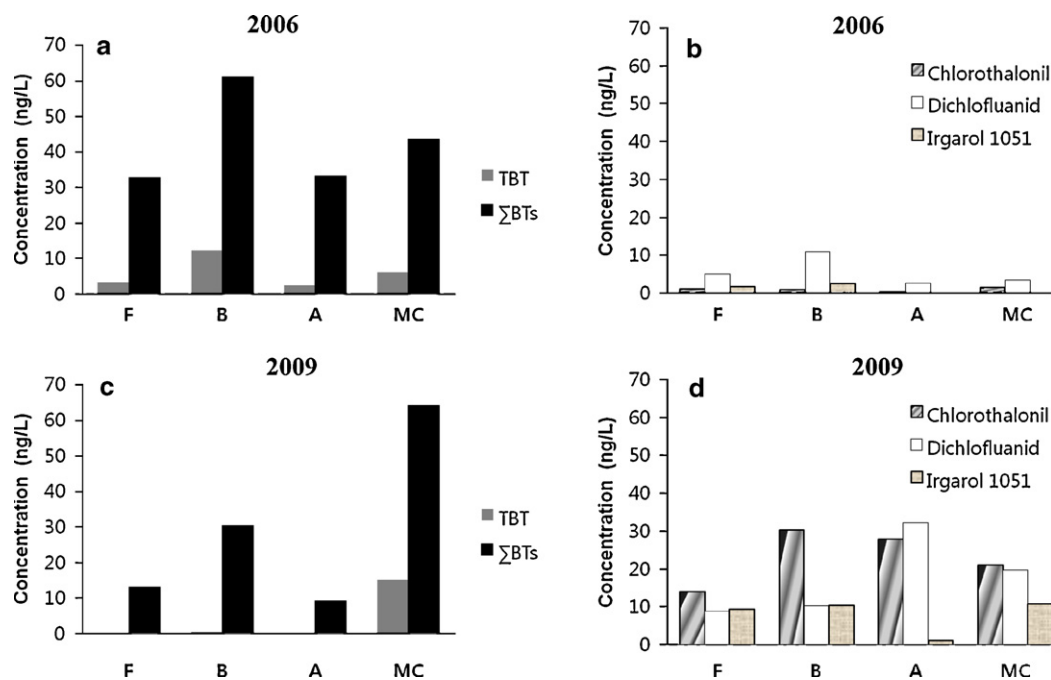 2006
a
Concentration (ng/L)
70
60
50
40
30
20
10
0
F B A MC
TBT
∑BTs
2006
b
Concentration (ng/L)
70
60
50
40
30
20
10
0
F B A MC
Chlorothalonil
Dichlofluanid
Irgarol 1051
2009
c
Concentration (ng/L)
70
60
50
40
30
20
10
0
F B A MC
TBT
∑BTs
2009
d
Concentration (ng/L)
70
60
50
40
30
20
10
0
F B A MC
Chlorothalonil
Dichlofluanid
Irgarol 1051